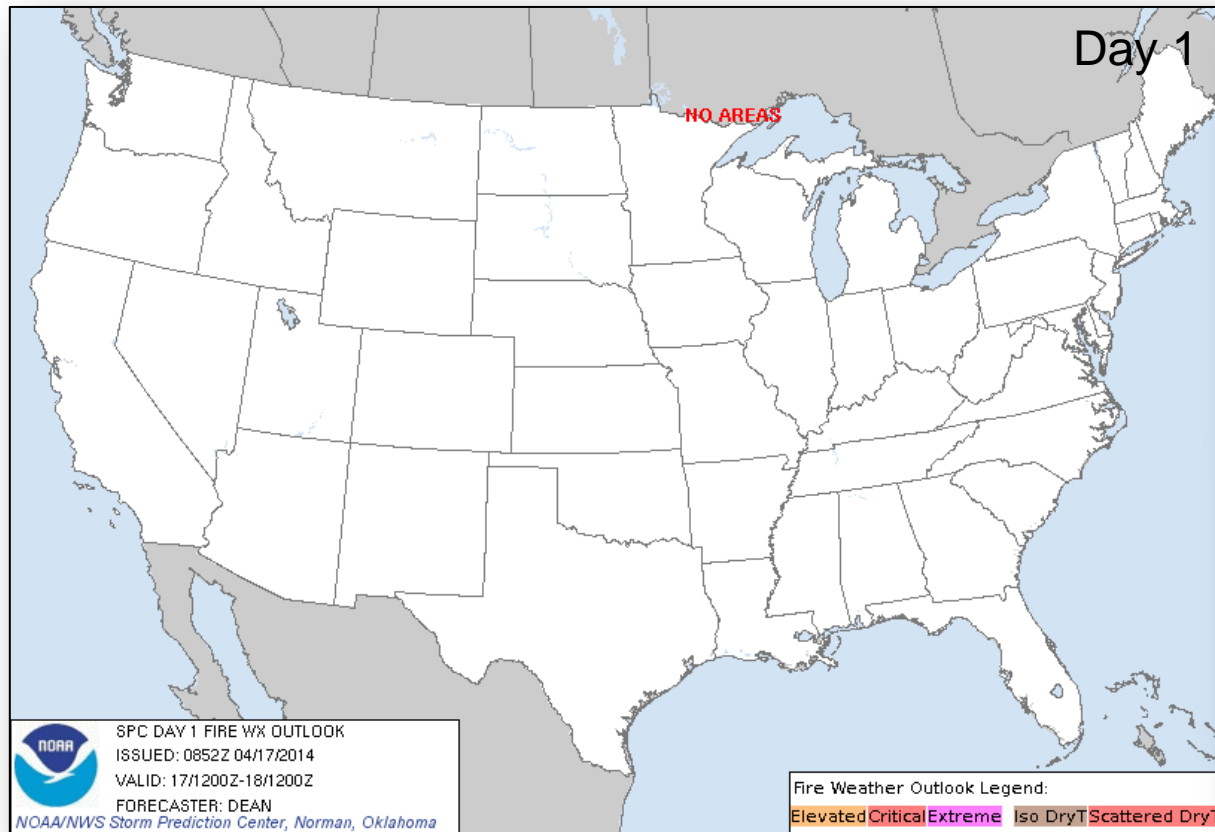 Day 1
NO AREAS
NOAA
SPC DAY 1 FIRE WX OUTLOOK
ISSUED: 0852Z 04/17/2014
VALID: 17/1200Z-18/1200Z
FORECASTER: DEAN
NOAA/NWS Storm Prediction Center, Norman, Oklahoma
Fire Weather Outlook Legend:
Elevated Critical Extreme Iso DryT Scattered DryT